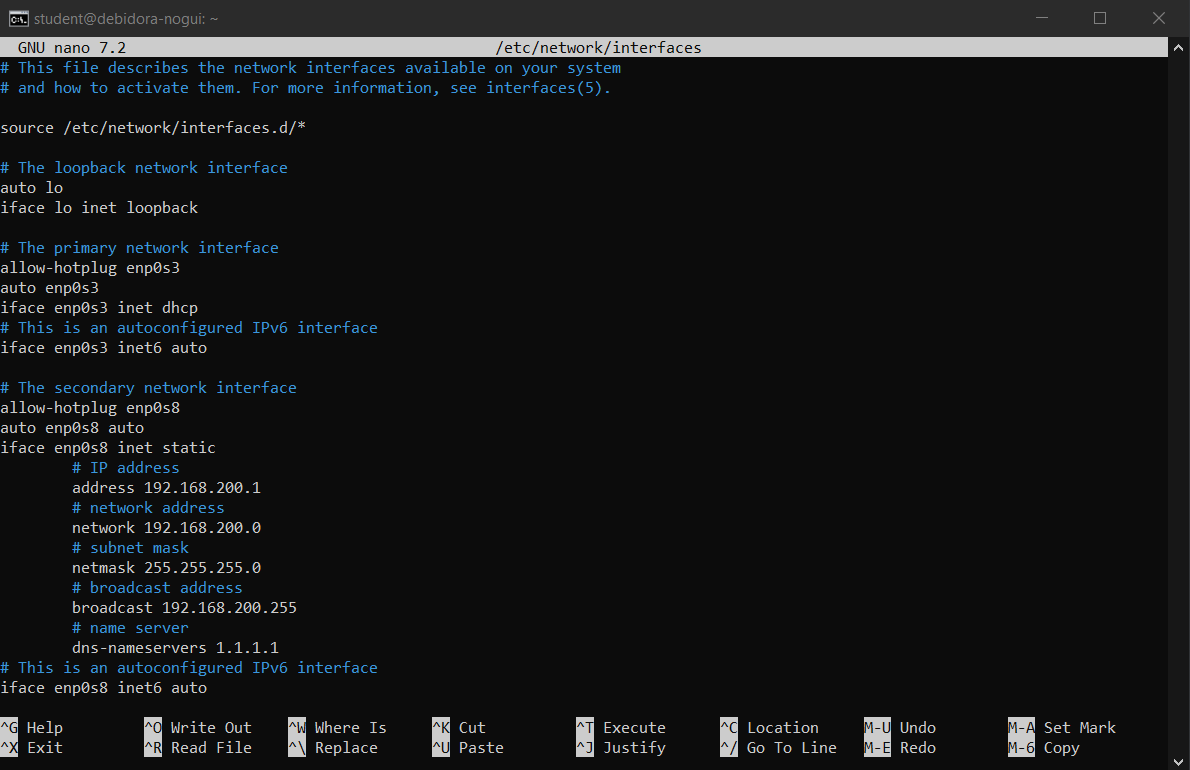 student@debidora-nogui: ~
GNU nano 7.2 /etc/network/interfaces
# This file describes the network interfaces available on your system
# and how to activate them. For more information, see interfaces(5).
source /etc/network/interfaces.d/*
# The loopback network interface
auto lo
iface lo inet loopback
# The primary network interface
allow-hotplug enp0s3
auto enp0s3
iface enp0s3 inet dhcp
# This is an autoconfigured IPv6 interface
iface enp0s3 inet6 auto
# The secondary network interface
allow-hotplug enp0s8
auto enp0s8 auto
iface enp0s8 inet static
# IP address
address 192.168.200.1
# network address
network 192.168.200.0
# subnet mask
netmask 255.255.255.0
# broadcast address
broadcast 192.168.200.255
# name server
dns-nameservers 1.1.1.1
# This is an autoconfigured IPv6 interface
iface enp0s8 inet6 auto
^G Help ^O Write Out ^W Where Is ^K Cut ^T Execute ^C Location M-U Undo M-A Set Mark
^X Exit ^R Read File ^\ Replace ^U Paste ^J Justify ^/ Go To Line M-E Redo M-6 Copy